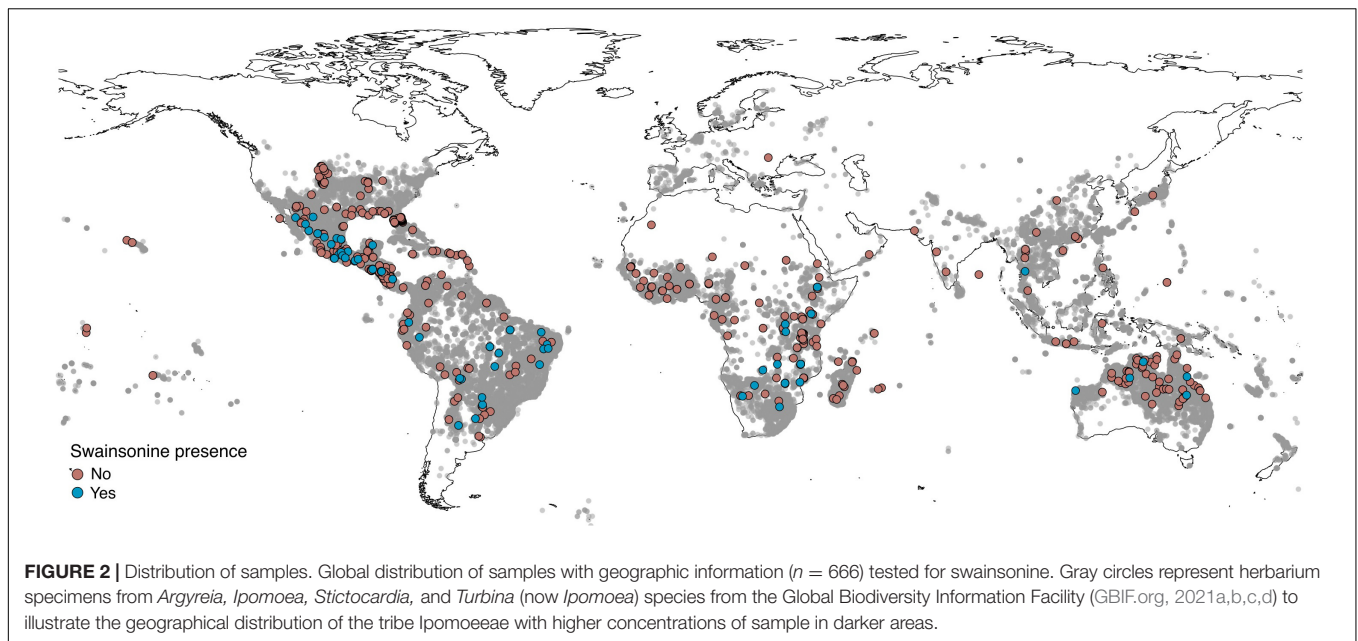 Swainsonine presence
No
Yes
FIGURE 2 | Distribution of samples. Global distribution of samples with geographic information (n = 666) tested for swainsonine. Gray circles represent herbarium
specimens from Argyreia, Ipomoea, Stictocardia, and Turbina (now Ipomoea) species from the Global Biodiversity Information Facility (GBIF.org, 2021a,b,c,d) to
illustrate the geographical distribution of the tribe Ipomoeeae with higher concentrations of sample in darker areas.